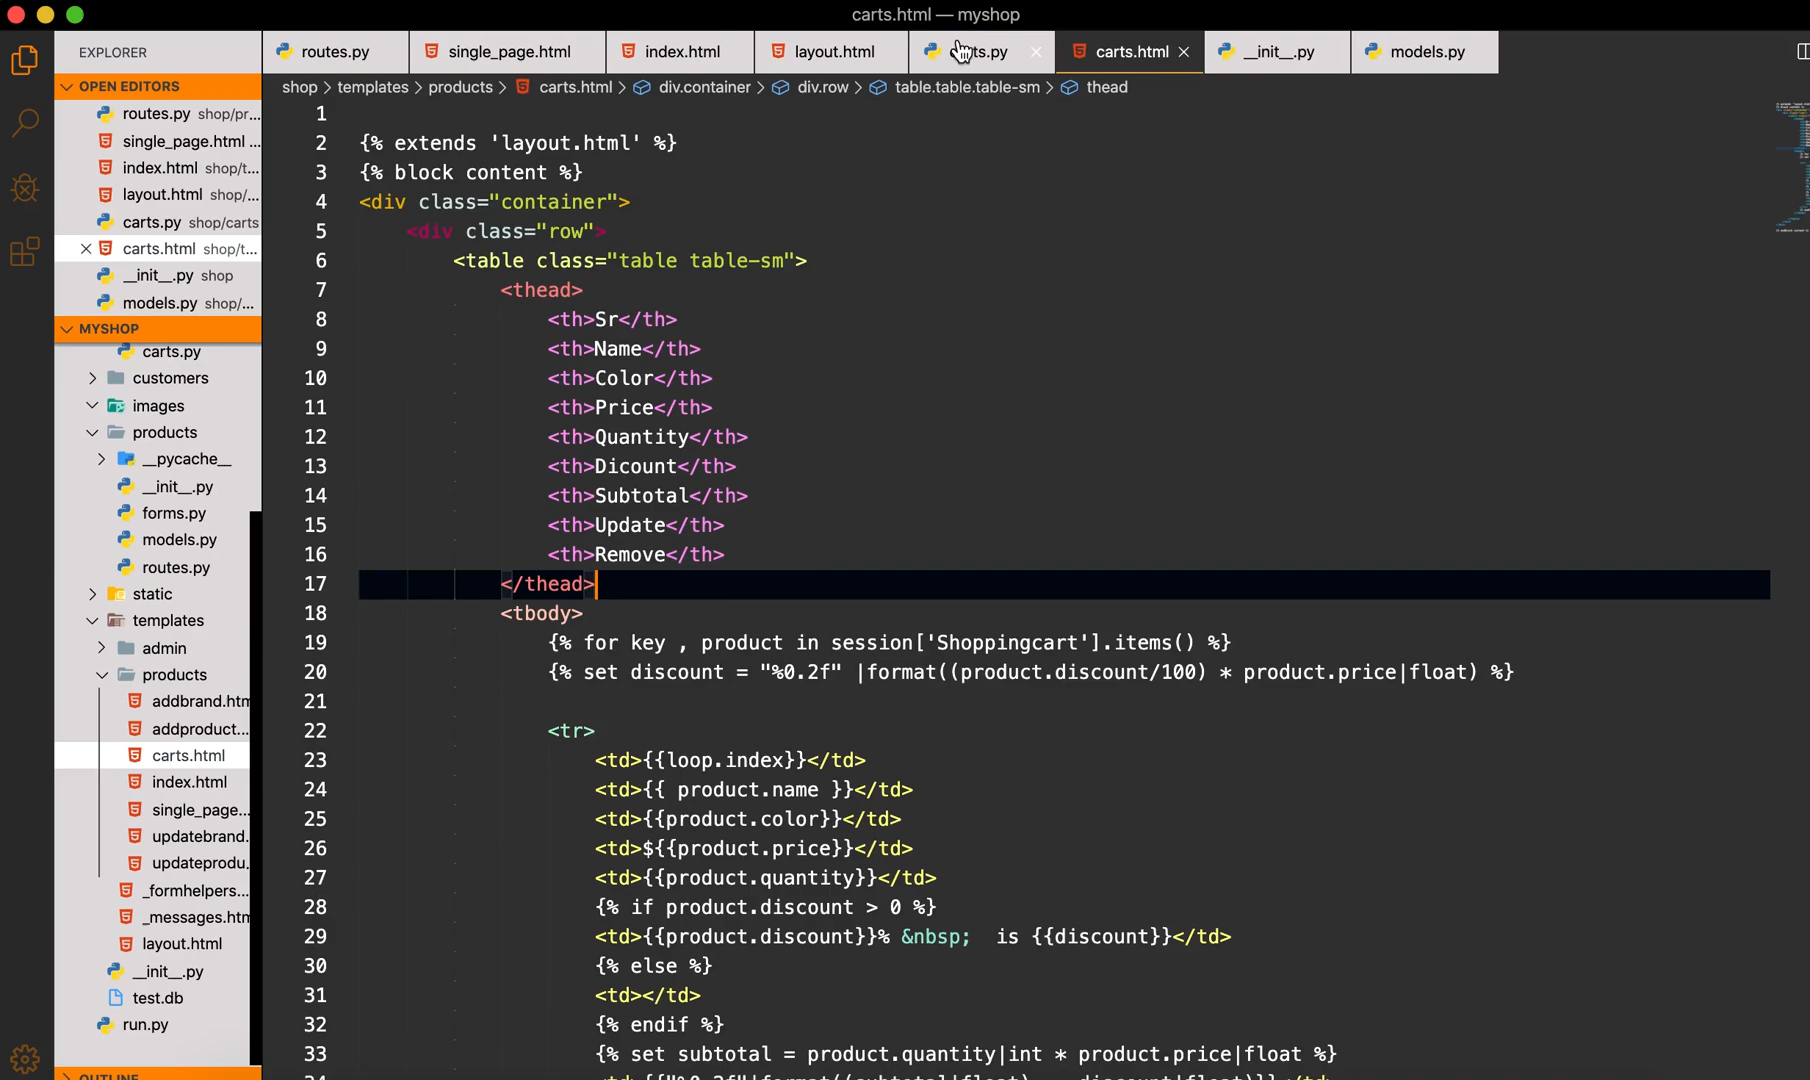 carts.html — myshop
EXPLORER
routes.py
single_page.html
index.html
layout.html
carts.html
__init__.py
models.py
OPEN EDITORS
routes.py shop/pr...
single_page.html ...
index.html shop/t...
layout.html shop/...
carts.py shop/carts
carts.html shop/t...
__init__.py shop
models.py shop/...
MYSHOP
carts.py
customers
images
products
__pycache__
__init__.py
forms.py
models.py
routes.py
static
templates
admin
products
addbrand.htm
addproduct...
carts.html
index.html
single_page...
updatebrand.
updateprodu.
_formhelpers...
_messages.htm
layout.html
__init__.py
test.db
run.py
OUTLINE
shop > templates > products > carts.html > div.container > div.row > table.table.table-sm > thead
1
2 {% extends 'layout.html' %}
3 {% block content %}
4 <div class="container">
5 <div class="row">
6 <table class="table table-sm">
7 <thead>
8 <th>Sr</th>
9 <th>Name</th>
10 <th>Color</th>
11 <th>Price</th>
12 <th>Quantity</th>
13 <th>Dicount</th>
14 <th>Subtotal</th>
15 <th>Update</th>
16 <th>Remove</th>
17 </thead>
18 <tbody>
19 {% for key , product in session['Shoppingcart'].items() %}
20 {% set discount = "%0.2f" |format((product.discount/100) * product.price|float) %}
21
22 <tr>
23 <td>{{loop.index}}</td>
24 <td>{{ product.name }}</td>
25 <td>{{product.color}}</td>
26 <td>${{product.price}}</td>
27 <td>{{product.quantity}}</td>
28 {% if product.discount > 0 %}
29 <td>{{product.discount}}% &nbsp; is {{discount}}</td>
30 {% else %}
31 <td></td>
32 {% endif %}
33 {% set subtotal = product.quantity|int * product.price|float %}